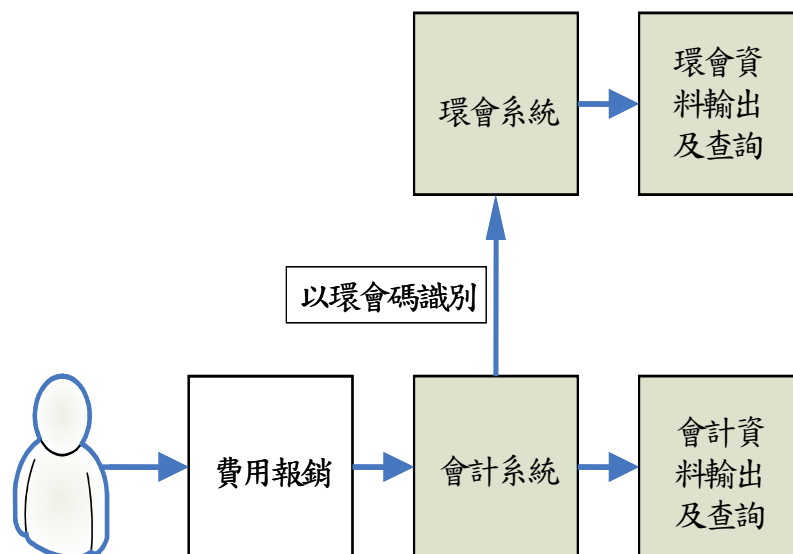 環會系統
環會資
料輸出
及查詢
以環會碼識別
費用報銷
會計系統
會計資
料輸出
及查詢